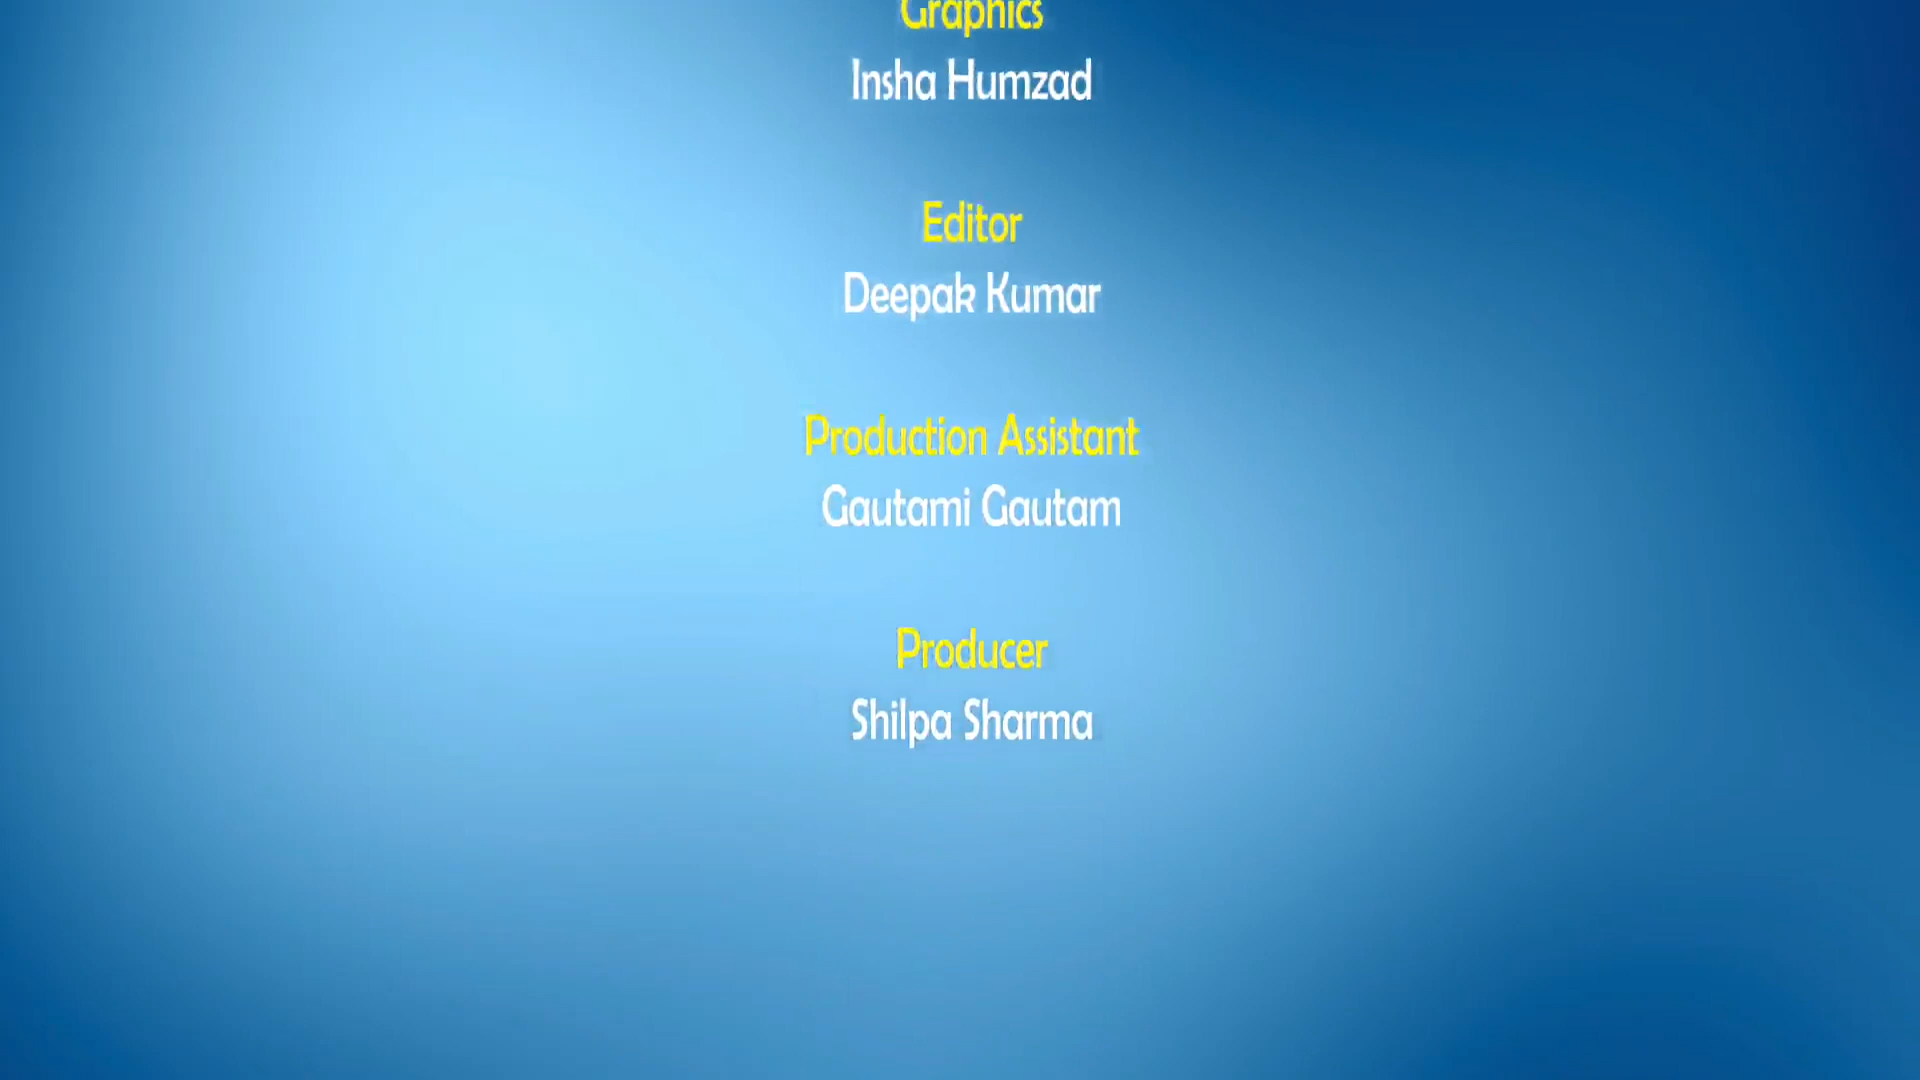 Graphics
Insha Humzad
Editor
Deepak Kumar
Production Assistant
Gautami Gautam
Producer
Shilpa Sharma